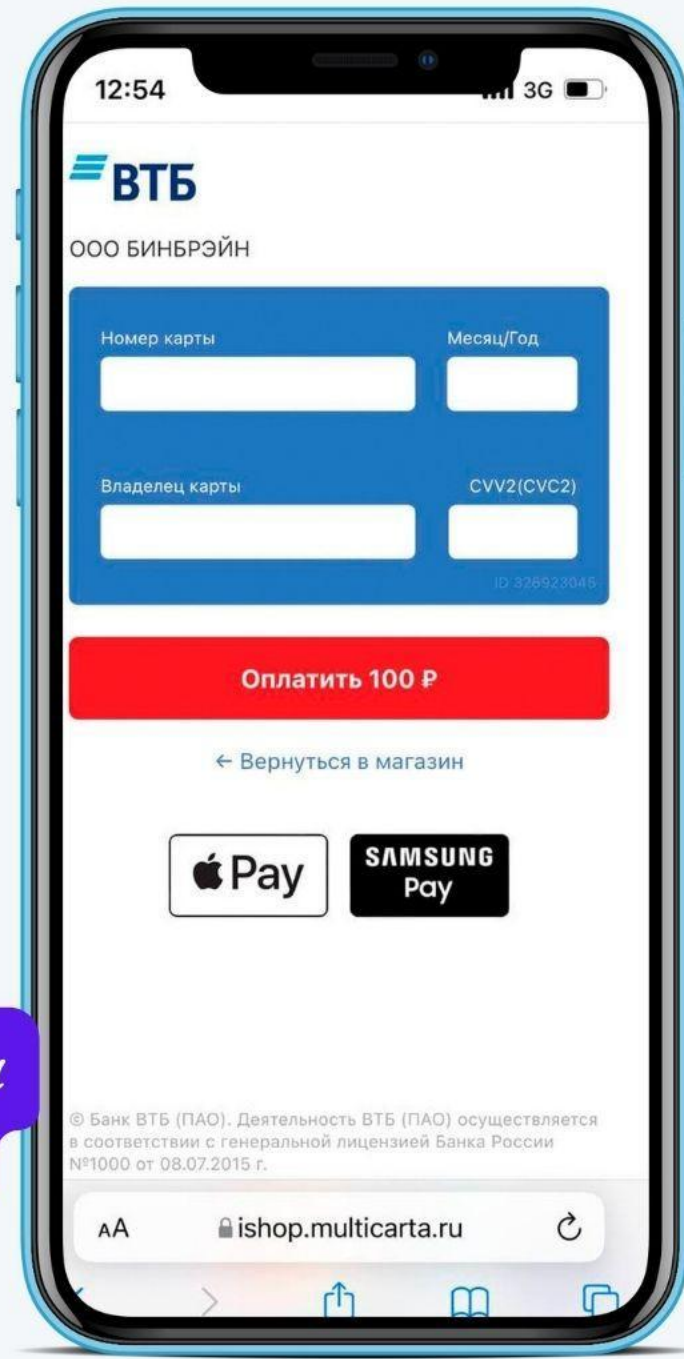 12:54
3G
ВТБ
ООО БИНБРЭЙН
Номер карты
Месяц/Год
Владелец карты
CVV2(CVC2)
ID 326923045
Оплатить 100 ₽
← Вернуться в магазин
Pay
SAMSUNG
Pay
© Банк ВТБ (ПАО). Деятельность ВТБ (ПАО) осуществляется
в соответствии с генеральной лицензией Банка России
№1000 от 08.07.2015 г.
AA
ishop.multicarta.ru